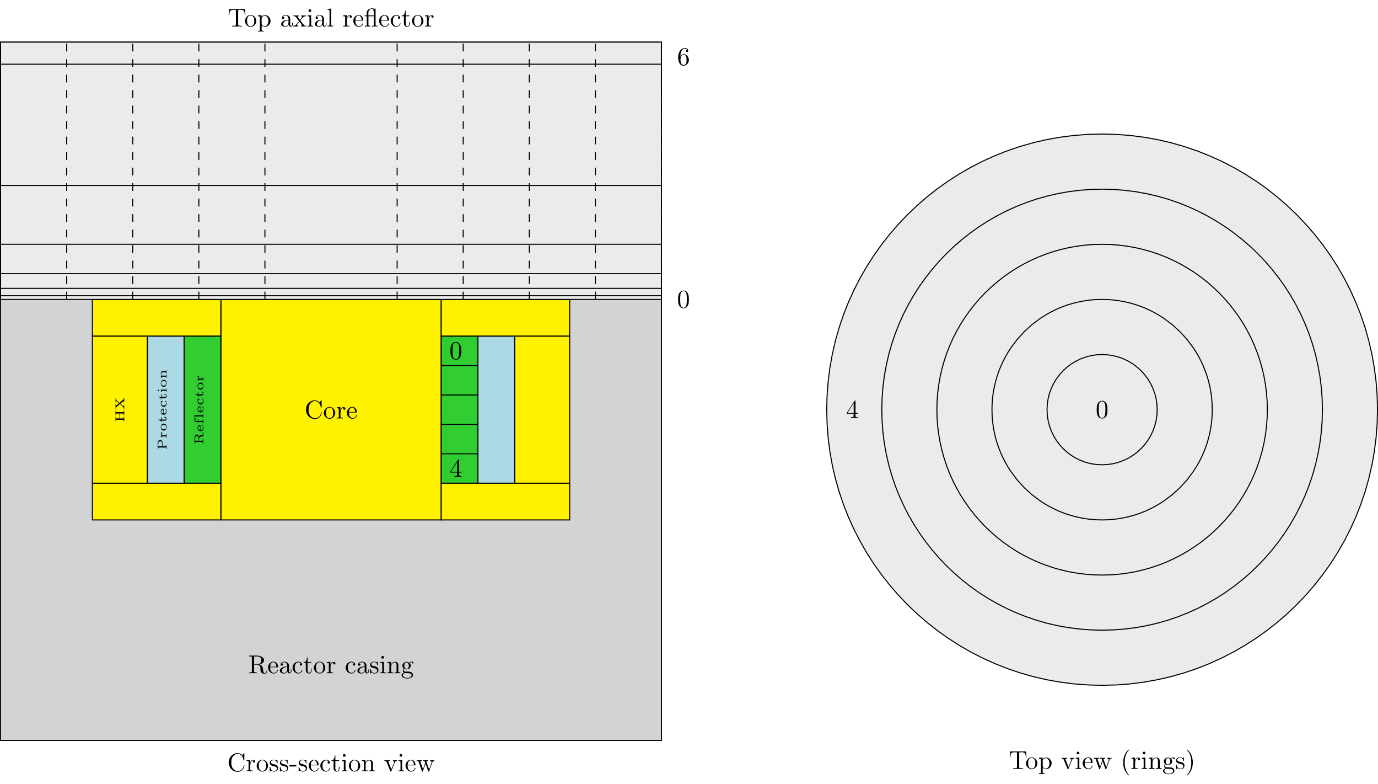 Top axial reflector
6
0
HX
Protection
Reflector
Core
0
4
Reactor casing
Cross-section view
4
0
Top view (rings)